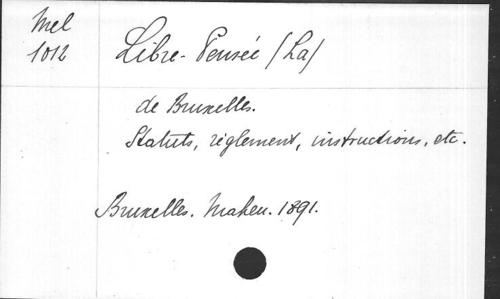 Mel
1012
Libre-Pensée (La)
de Bruxelles.
Statuts, règlement, instructions, etc.
Bruxelles. Maheu. 1891.